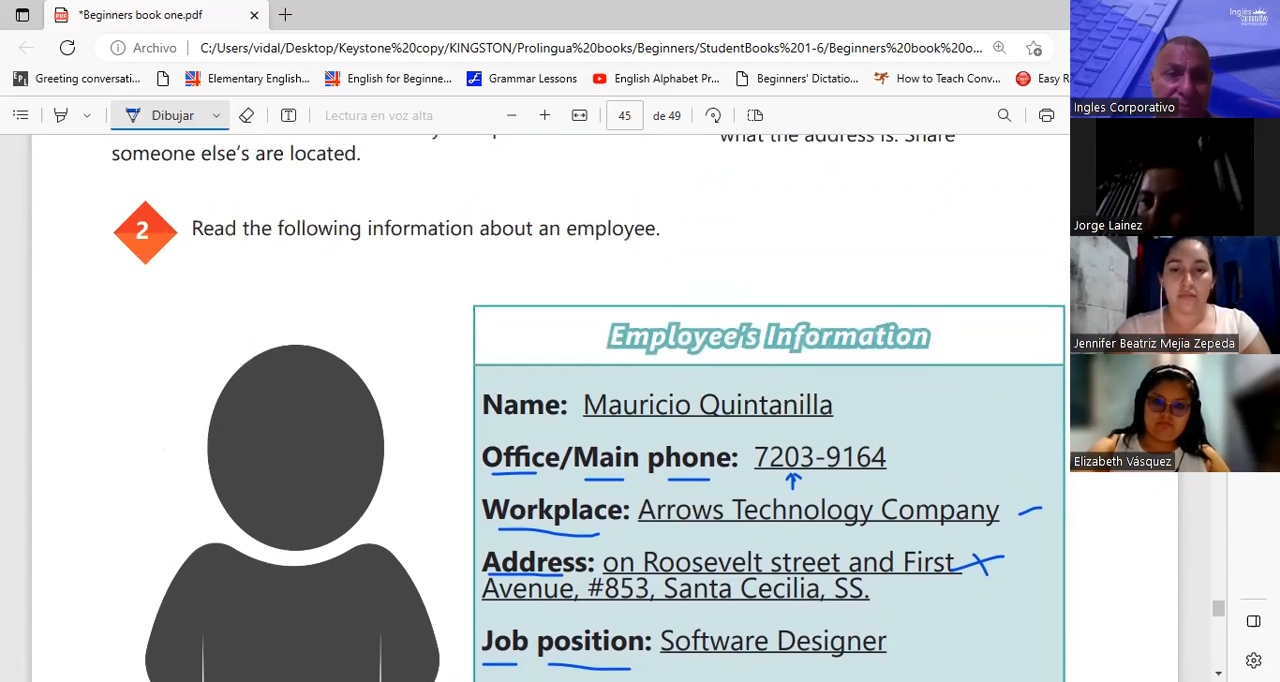 *Beginners book one.pdf
Archivo
C:/Users/vidal/Desktop/Keystone%20copy/KINGSTON/Prolingua%20books/Beginners/StudentBooks%201-6/Beginners%20book%20o...
Greeting conversati...
Elementary English...
English for Beginne...
Grammar Lessons
English Alphabet Pr...
Beginners' Dictatio...
How to Teach Conv...
Easy R
Dibujar
Lectura en voz alta
45
de 49
someone else's are located.
what the address is. Share
2
Read the following information about an employee.
Employee's Information
Name: Mauricio Quintanilla
Office/Main phone: 7203-9164
Workplace: Arrows Technology Company
Address: on Roosevelt street and First
Avenue, #853, Santa Cecilia, SS.
Job position: Software Designer
Ingles
Ingles Corporativo
Jorge Laínez
Jennifer Beatriz Mejia Zepeda
Elizabeth Vásquez